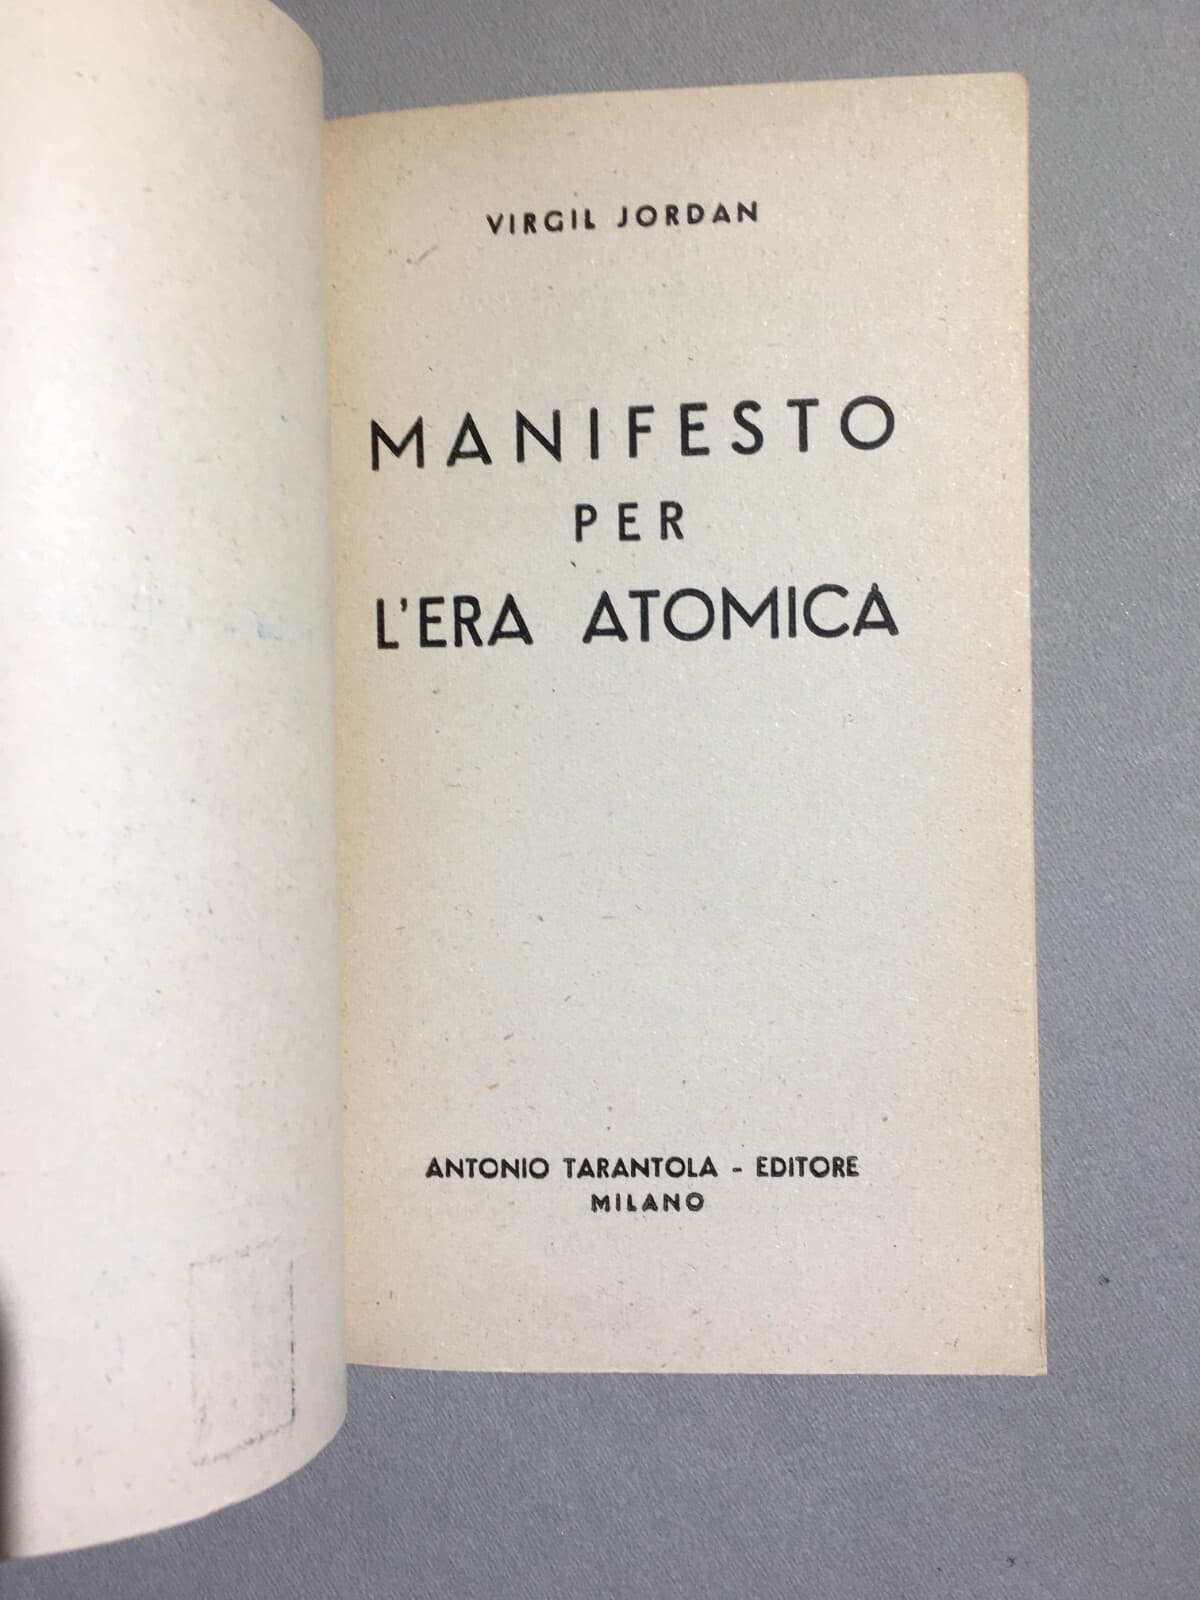 VIRGIL JORDAN
MANIFESTO
PER
L'ERA ATOMICA
ANTONIO TARANTOLA - EDITORE
MILANO